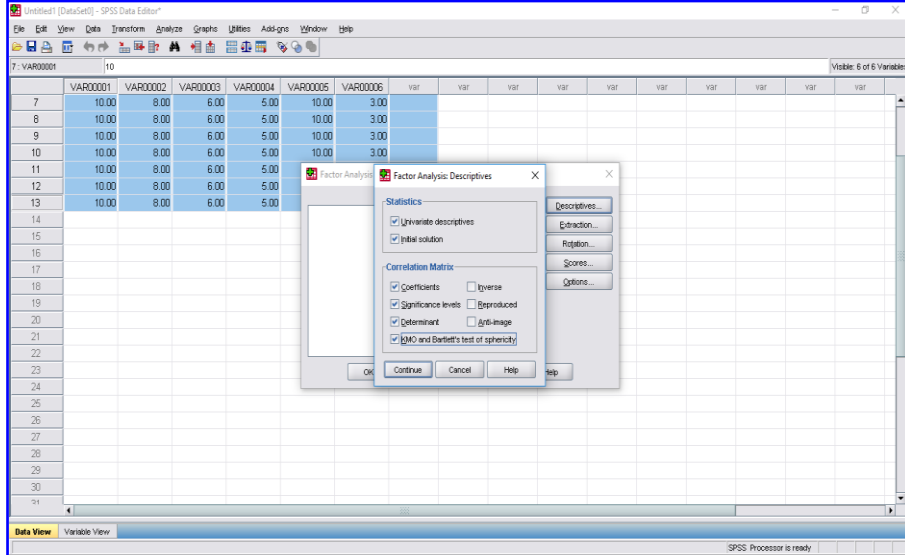 Untitled1 [DataSet0] - SPSS Data Editor*
File Edit View Data Transform Analyze Graphs Utilities Add-ons Window Help
7 : VAR00001 10 Visible: 6 of 6 Variables
VAR00001 VAR00002 VAR00003 VAR00004 VAR00005 VAR00006 var var var var var var var var
7 10.00 8.00 6.00 5.00 10.00 3.00
8 10.00 8.00 6.00 5.00 10.00 3.00
9 10.00 8.00 6.00 5.00 10.00 3.00
10 10.00 8.00 6.00 5.00 10.00 3.00
11 10.00 8.00 6.00 5.00
12 10.00 8.00 6.00 5.00
13 10.00 8.00 6.00 5.00
14
15
16
17
18
19
20
21
22
23
24
25
26
27
28
29
30
31
Factor Analysis
Descriptives...
Extraction...
Rotation...
Scores...
Options...
OK Help
Factor Analysis: Descriptives
Statistics
Univariate descriptives
Initial solution
Correlation Matrix
Coefficients Inverse
Significance levels Reproduced
Determinant Anti-image
KMO and Bartlett's test of sphericity
Continue Cancel Help
Data View Variable View
SPSS Processor is ready